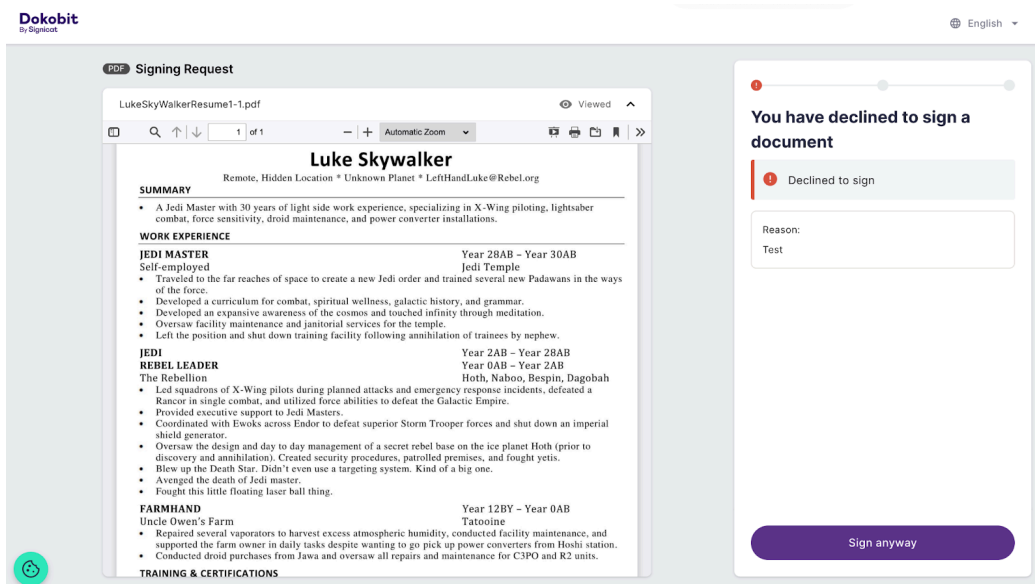 Dokobit
By Signicat
English
PDF Signing Request
LukeSkyWalkerResume1-1.pdf
Viewed
1 of 1
Automatic Zoom
Luke Skywalker
Remote, Hidden Location * Unknown Planet * LeftHandLuke@Rebel.org
SUMMARY
• A Jedi Master with 30 years of light side work experience, specializing in X-Wing piloting, lightsaber
combat, force sensitivity, droid maintenance, and power converter installations.
WORK EXPERIENCE
JEDI MASTER Year 28AB – Year 30AB
Self-employed Jedi Temple
• Traveled to the far reaches of space to create a new Jedi order and trained several new Padawans in the ways
of the force.
• Developed a curriculum for combat, spiritual wellness, galactic history, and grammar.
• Developed an expansive awareness of the cosmos and touched infinity through meditation.
• Oversaw facility maintenance and janitorial services for the temple.
• Left the position and shut down training facility following annihilation of trainees by nephew.
JEDI Year 2AB – Year 28AB
REBEL LEADER Year 0AB – Year 2AB
The Rebellion Hoth, Naboo, Bespin, Dagobah
• Led squadrons of X-Wing pilots during planned attacks and emergency response incidents, defeated a
Rancor in single combat, and utilized force abilities to defeat the Galactic Empire.
• Provided executive support to Jedi Masters.
• Coordinated with Ewoks across Endor to defeat superior Storm Trooper forces and shut down an imperial
shield generator.
• Oversaw the design and day to day management of a secret rebel base on the ice planet Hoth (prior to
discovery and annihilation). Created security procedures, patrolled premises, and fought yetis.
• Blew up the Death Star. Didn't even use a targeting system. Kind of a big one.
• Avenged the death of Jedi master.
• Fought this little floating laser ball thing.
FARMHAND Year 12BY – Year 0AB
Uncle Owen's Farm Tatooine
• Repaired several vaporators to harvest excess atmospheric humidity, conducted facility maintenance, and
supported the farm owner in daily tasks despite wanting to go pick up power converters from Hoshi station.
• Conducted droid purchases from Jawa and oversaw all repairs and maintenance for C3PO and R2 units.
TRAINING & CERTIFICATIONS
You have declined to sign a
document
Declined to sign
Reason:
Test
Sign anyway